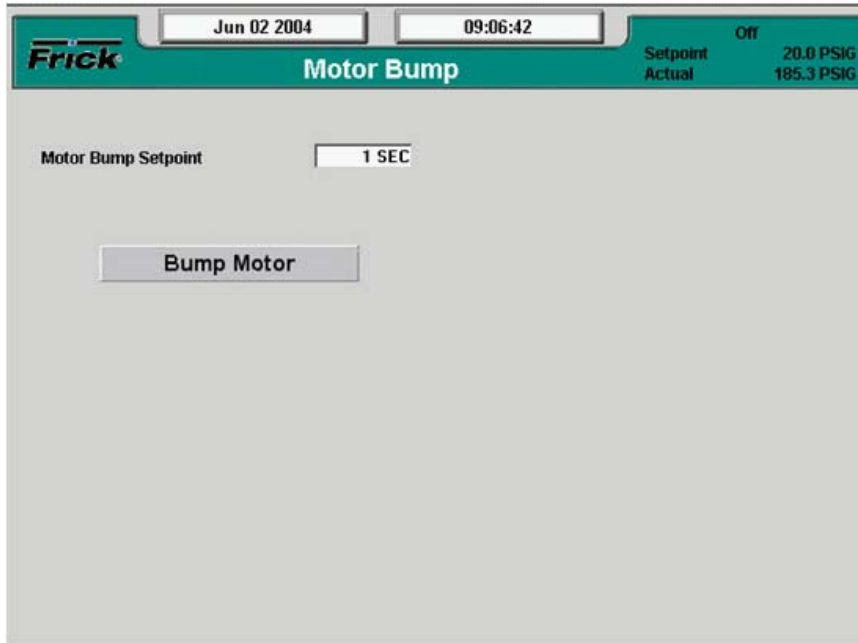 Jun 02 2004
09:06:42
Off
Frick
Motor Bump
Setpoint 20.0 PSIG
Actual 185.3 PSIG
Motor Bump Setpoint 1 SEC
Bump Motor